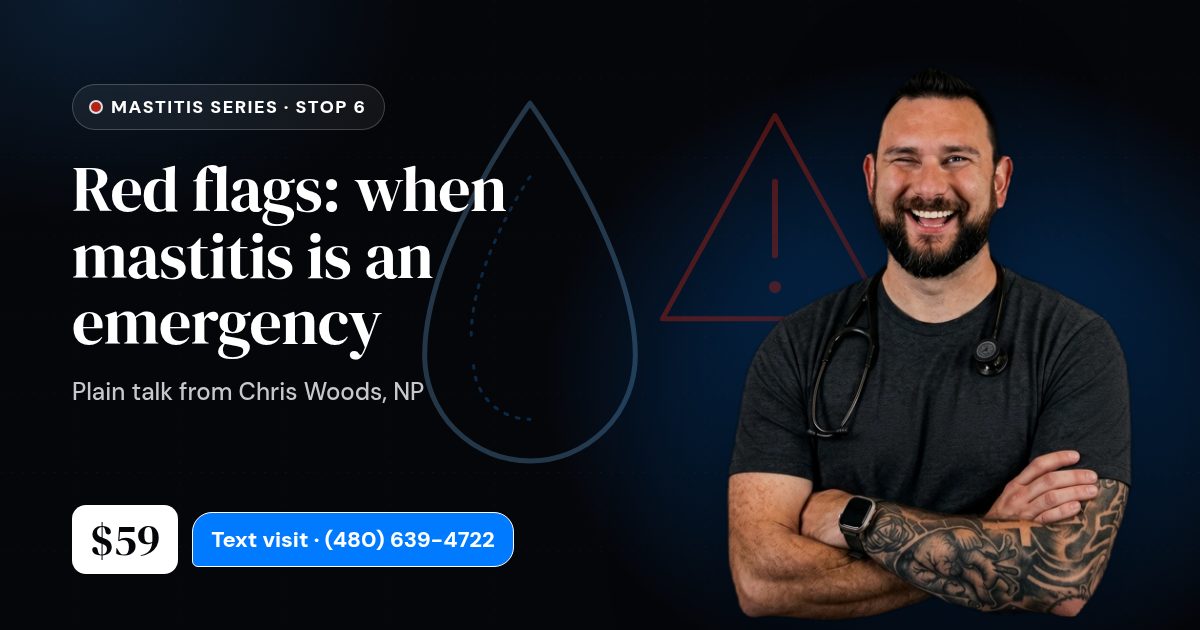 MASTITIS SERIES · STOP 6
Red flags: when
mastitis is an
emergency
Plain talk from Chris Woods, NP
$59
Text visit · (480) 639-4722